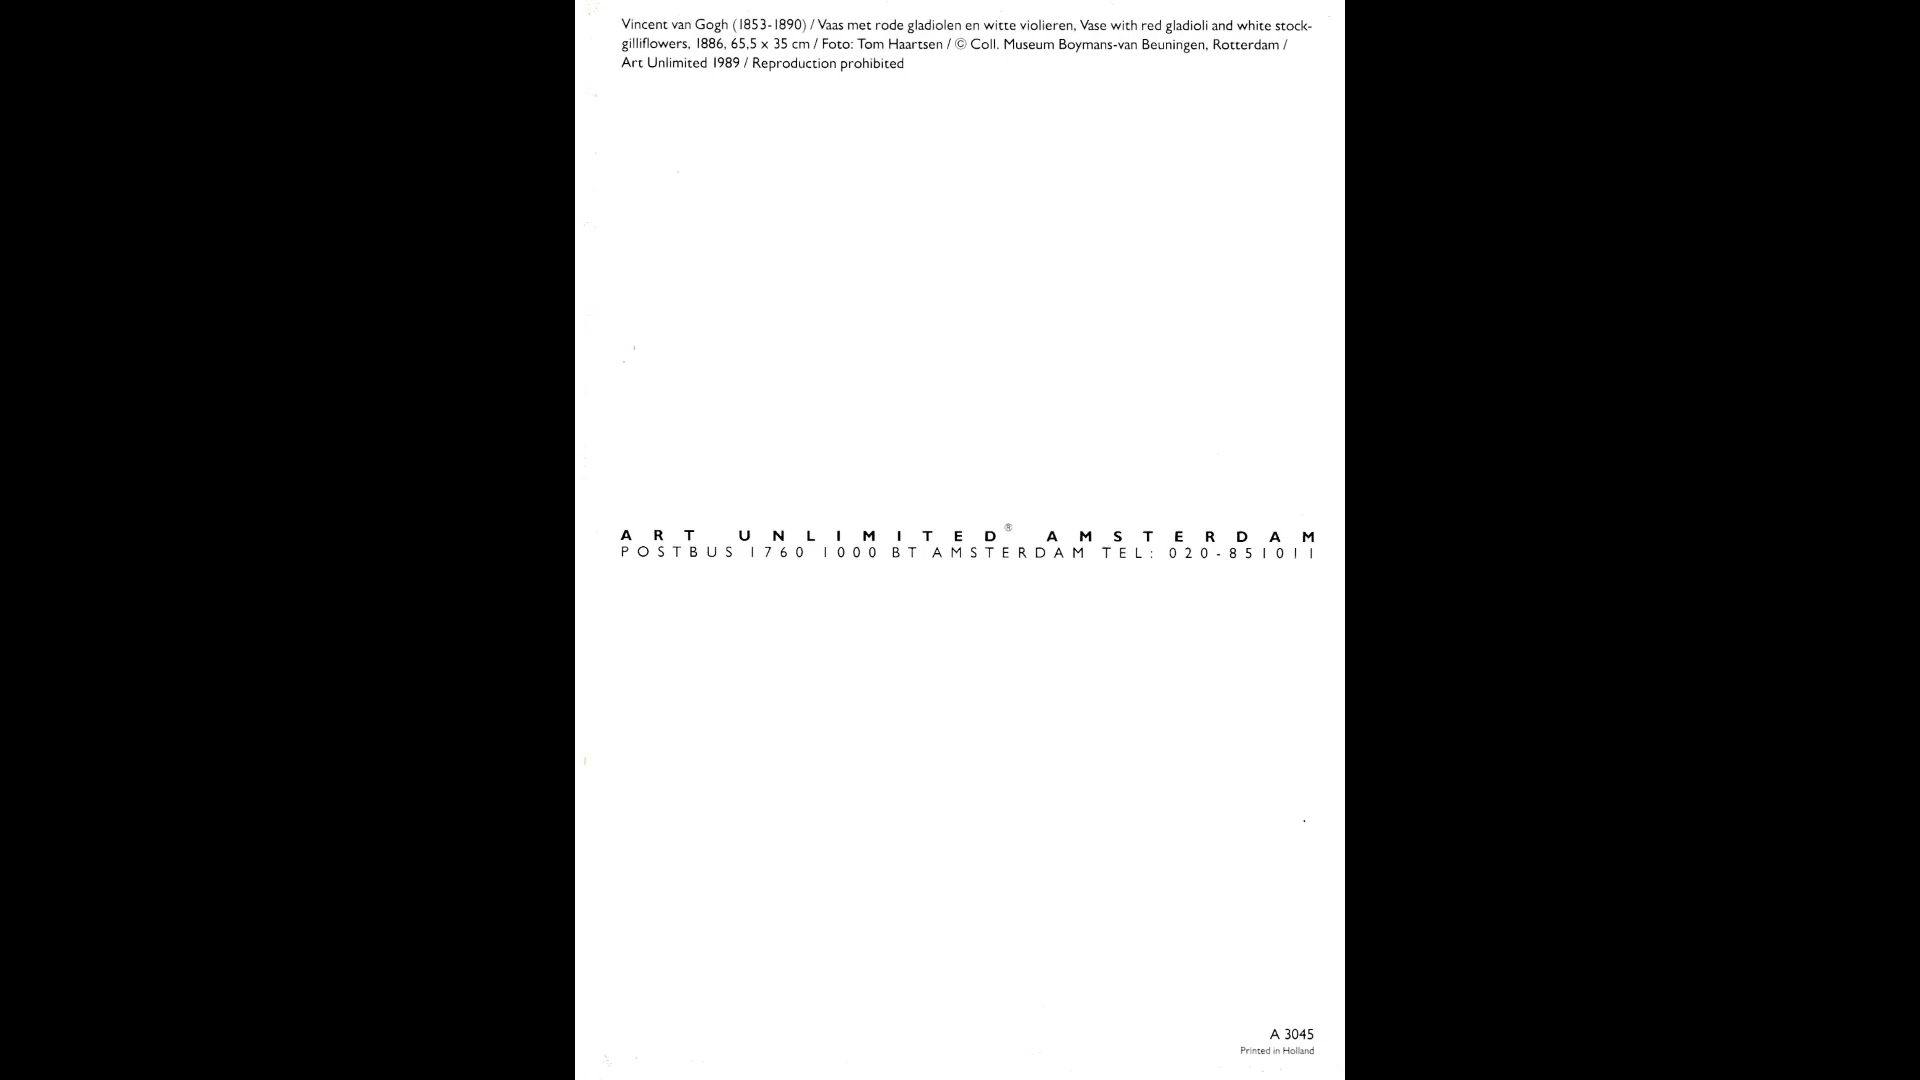 Vincent van Gogh (1853-1890) / Vaas met rode gladiolen en witte violieren, Vase with red gladioli and white stock-
gilliflowers, 1886, 65,5 x 35 cm / Foto: Tom Haartsen / © Coll. Museum Boymans-van Beuningen, Rotterdam /
Art Unlimited 1989 / Reproduction prohibited
ART UNLIMITED® AMSTERDAM
POSTBUS 1760 1000 BT AMSTERDAM TEL: 020-851011
A 3045
Printed in Holland